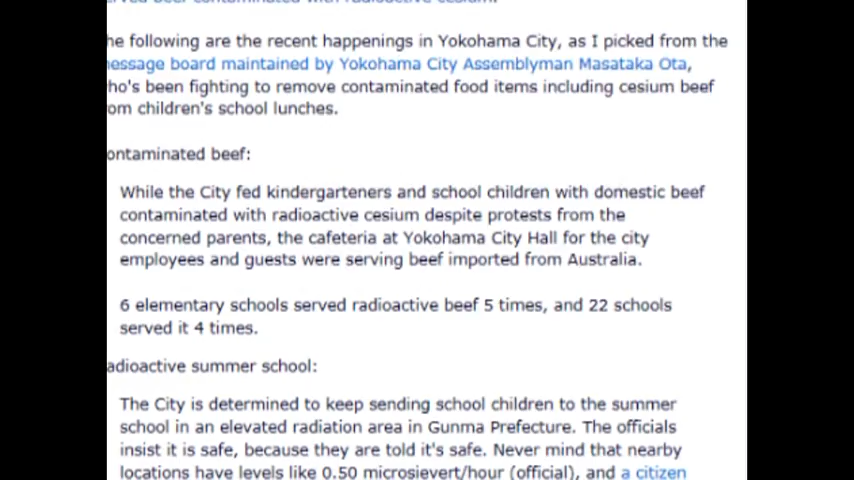 erved beef contaminated with radioactive cesium.
he following are the recent happenings in Yokohama City, as I picked from the
nessage board maintained by Yokohama City Assemblyman Masataka Ota,
ho's been fighting to remove contaminated food items including cesium beef
om children's school lunches.
ontaminated beef:
While the City fed kindergarteners and school children with domestic beef
contaminated with radioactive cesium despite protests from the
concerned parents, the cafeteria at Yokohama City Hall for the city
employees and guests were serving beef imported from Australia.
6 elementary schools served radioactive beef 5 times, and 22 schools
served it 4 times.
adioactive summer school:
The City is determined to keep sending school children to the summer
school in an elevated radiation area in Gunma Prefecture. The officials
insist it is safe, because they are told it's safe. Never mind that nearby
locations have levels like 0.50 microsievert/hour (official), and a citizen